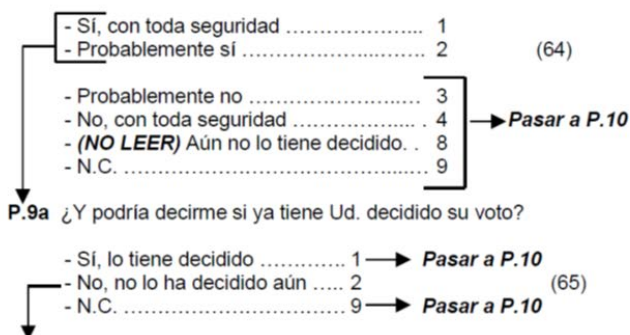 - Sí, con toda seguridad ..................... 1
- Probablemente sí ............................ 2 (64)
- Probablemente no .......................... 3
- No, con toda seguridad .................. . 4 Pasar a P.10
- (NO LEER) Aún no lo tiene decidido. . 8
- N.C. ............................................... 9
P.9a ¿Y podría decirme si ya tiene Ud. decidido su voto?
- Sí, lo tiene decidido ............. 1 Pasar a P.10
- No, no lo ha decidido aún ..... 2 (65)
- N.C. .................................... 9 Pasar a P.10